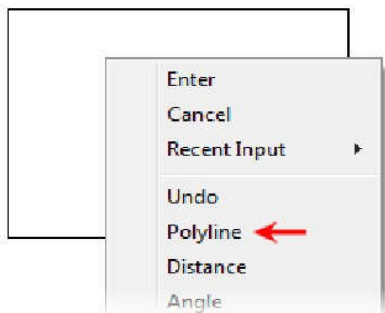 Enter
Cancel
Recent Input
Undo
Polyline
Distance
Angle